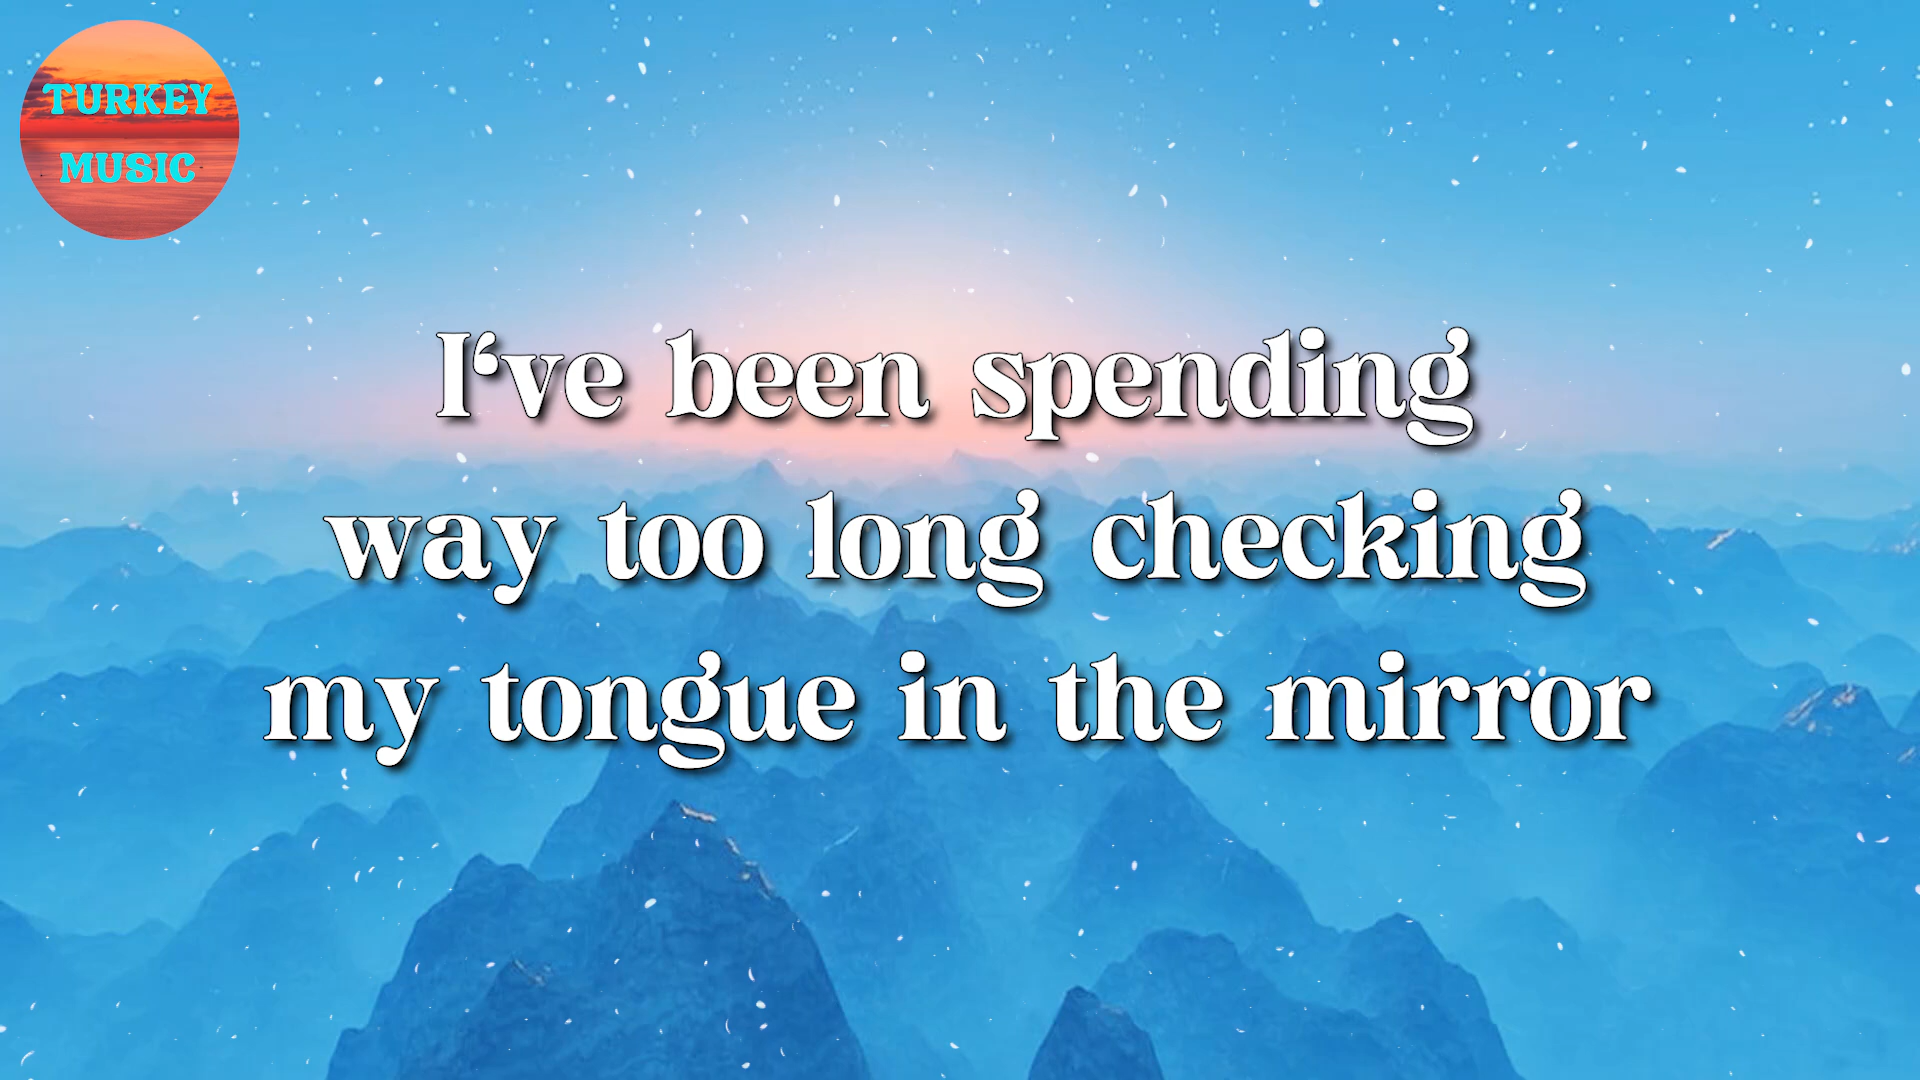 TURKEY
MUSIC
I‘ve been spending
way too long checking
my tongue in the mirror